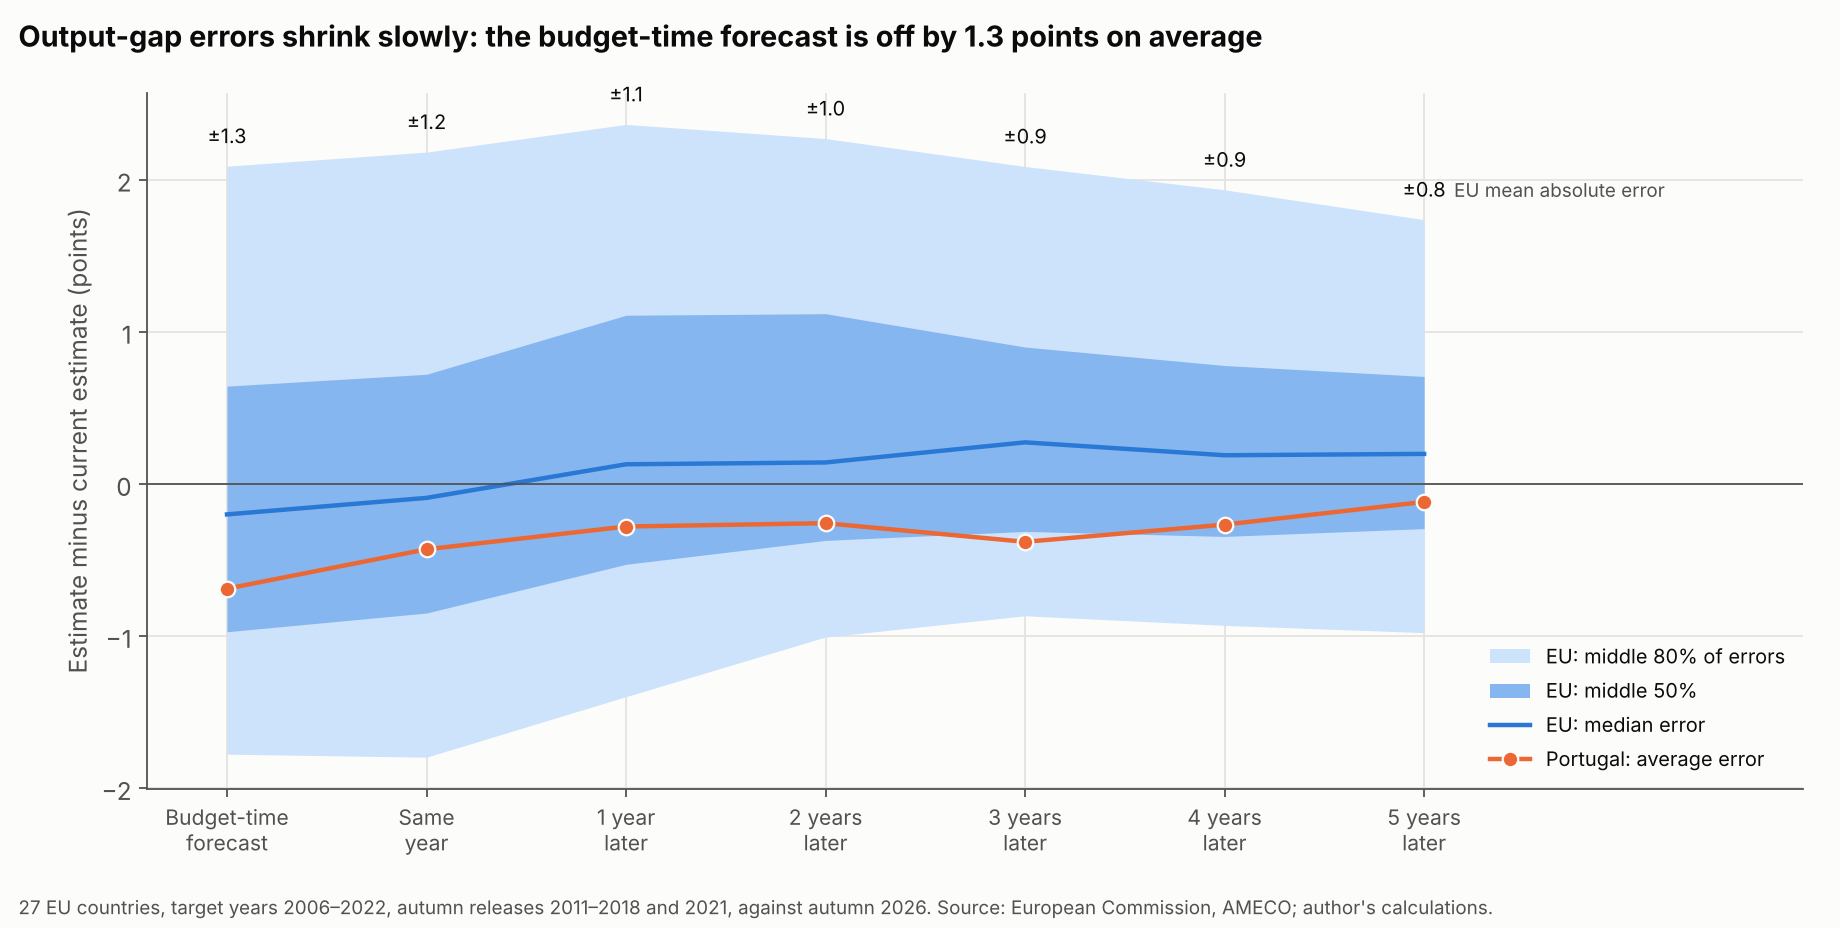 Output-gap errors shrink slowly: the budget-time forecast is off by 1.3 points on average
±1.3
±1.2
±1.1
±1.0
±0.9
±0.9
±0.8 EU mean absolute error
Estimate minus current estimate (points)
2
1
0
−1
−2
EU: middle 80% of errors
EU: middle 50%
EU: median error
Portugal: average error
Budget-time
forecast
Same
year
1 year
later
2 years
later
3 years
later
4 years
later
5 years
later
27 EU countries, target years 2006–2022, autumn releases 2011–2018 and 2021, against autumn 2026. Source: European Commission, AMECO; author's calculations.